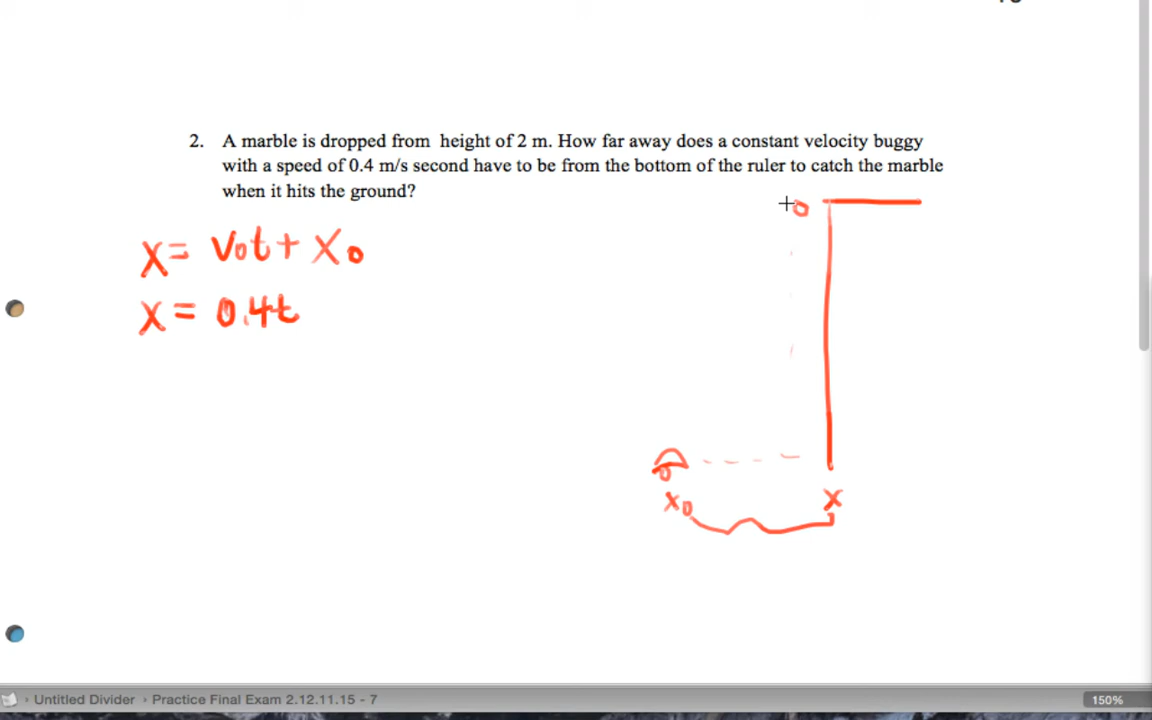 2. A marble is dropped from height of 2 m. How far away does a constant velocity buggy
with a speed of 0.4 m/s second have to be from the bottom of the ruler to catch the marble
when it hits the ground?
x = v0t + x0
x = 0.4t
x0
x
Untitled Divider › Practice Final Exam 2.12.11.15 - 7
150%